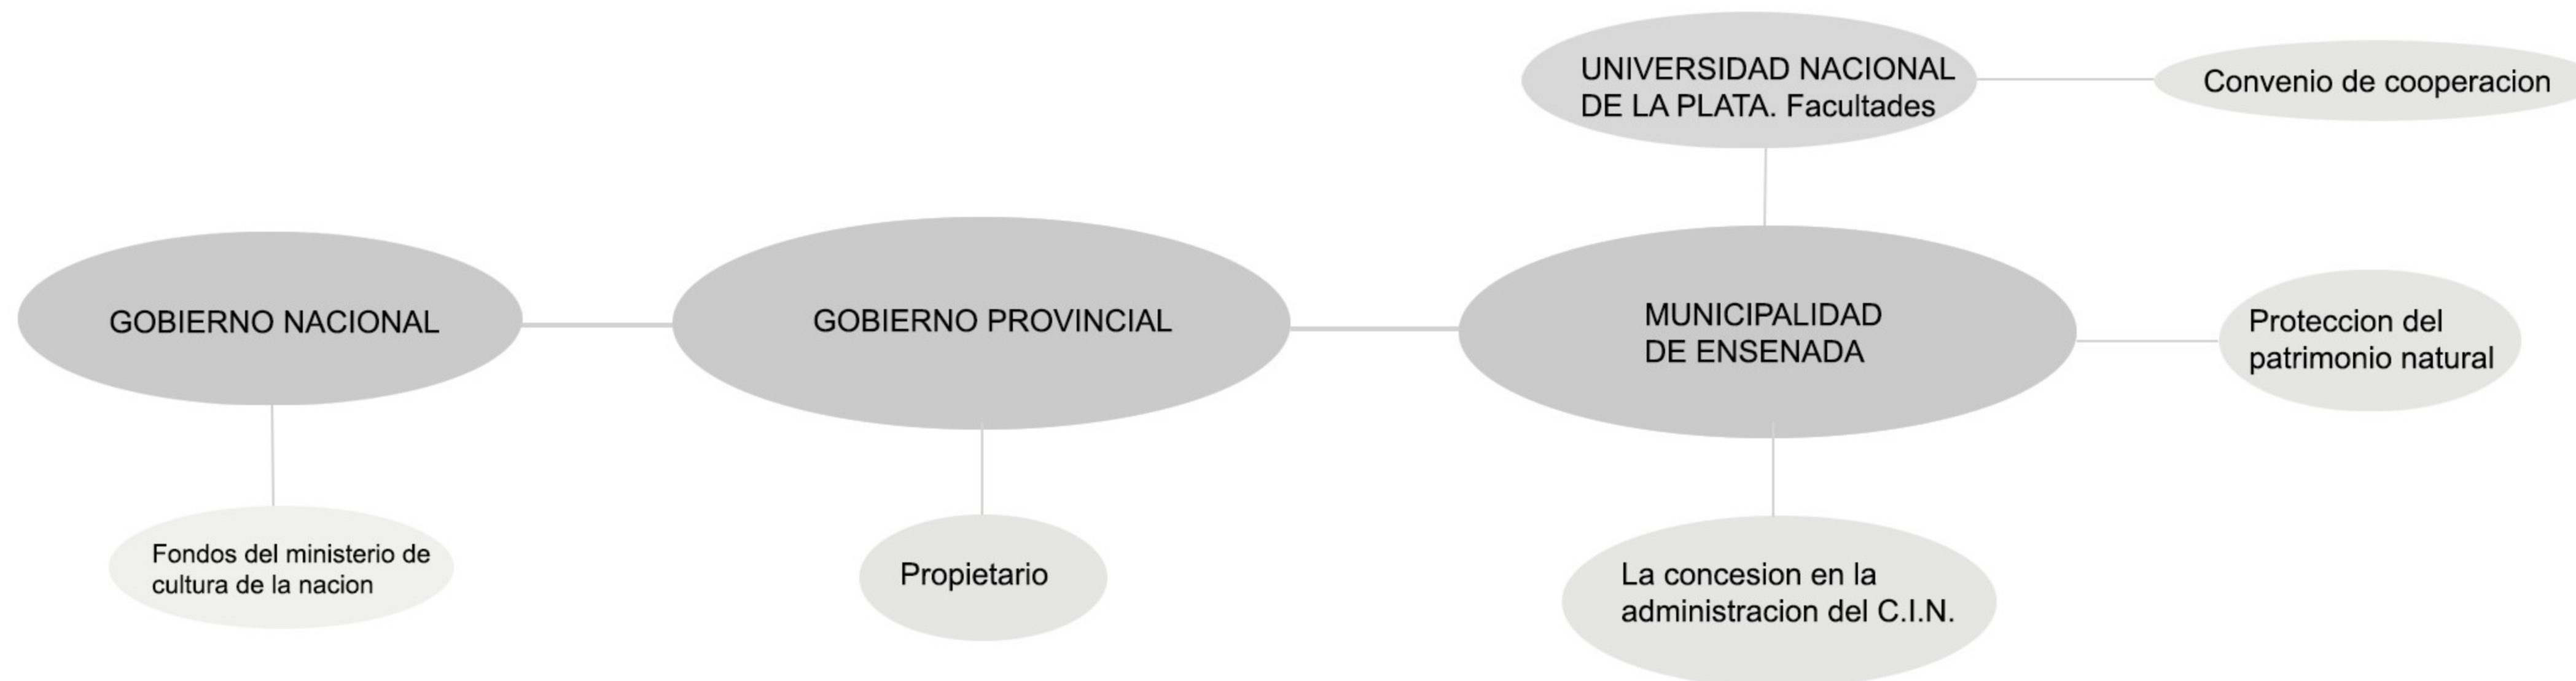 UNIVERSIDAD NACIONAL
DE LA PLATA. Facultades
Convenio de cooperacion
GOBIERNO NACIONAL
GOBIERNO PROVINCIAL
MUNICIPALIDAD
DE ENSENADA
Proteccion del
patrimonio natural
Fondos del ministerio de
cultura de la nacion
Propietario
La concesion en la
administracion del C.I.N.